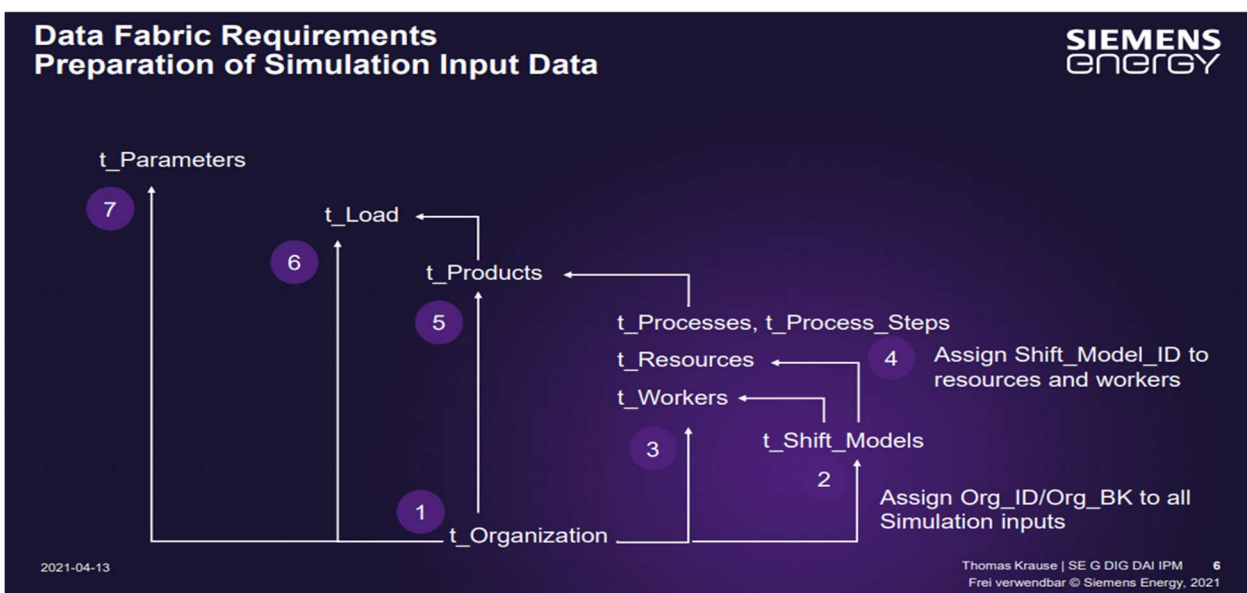 Data Fabric Requirements
Preparation of Simulation Input Data
SIEMENS
energy
t_Parameters
7
t_Load
6
t_Products
5
t_Processes, t_Process_Steps
t_Resources
4
Assign Shift_Model_ID to
resources and workers
t_Workers
3
t_Shift_Models
2
Assign Org_ID/Org_BK to all
Simulation inputs
1
t_Organization
2021-04-13
Thomas Krause | SE G DIG DAI IPM 6
Frei verwendbar © Siemens Energy, 2021